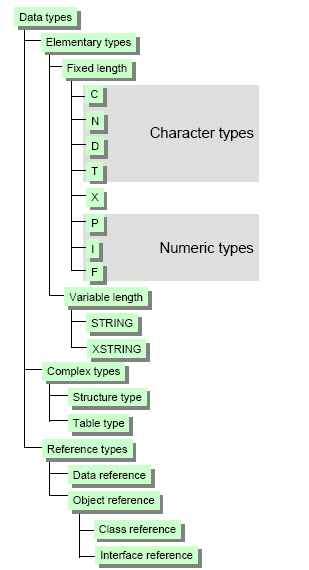 Data types
Elementary types
Fixed length
C
N
Character types
D
T
X
P
Numeric types
I
F
Variable length
STRING
XSTRING
Complex types
Structure type
Table type
Reference types
Data reference
Object reference
Class reference
Interface reference